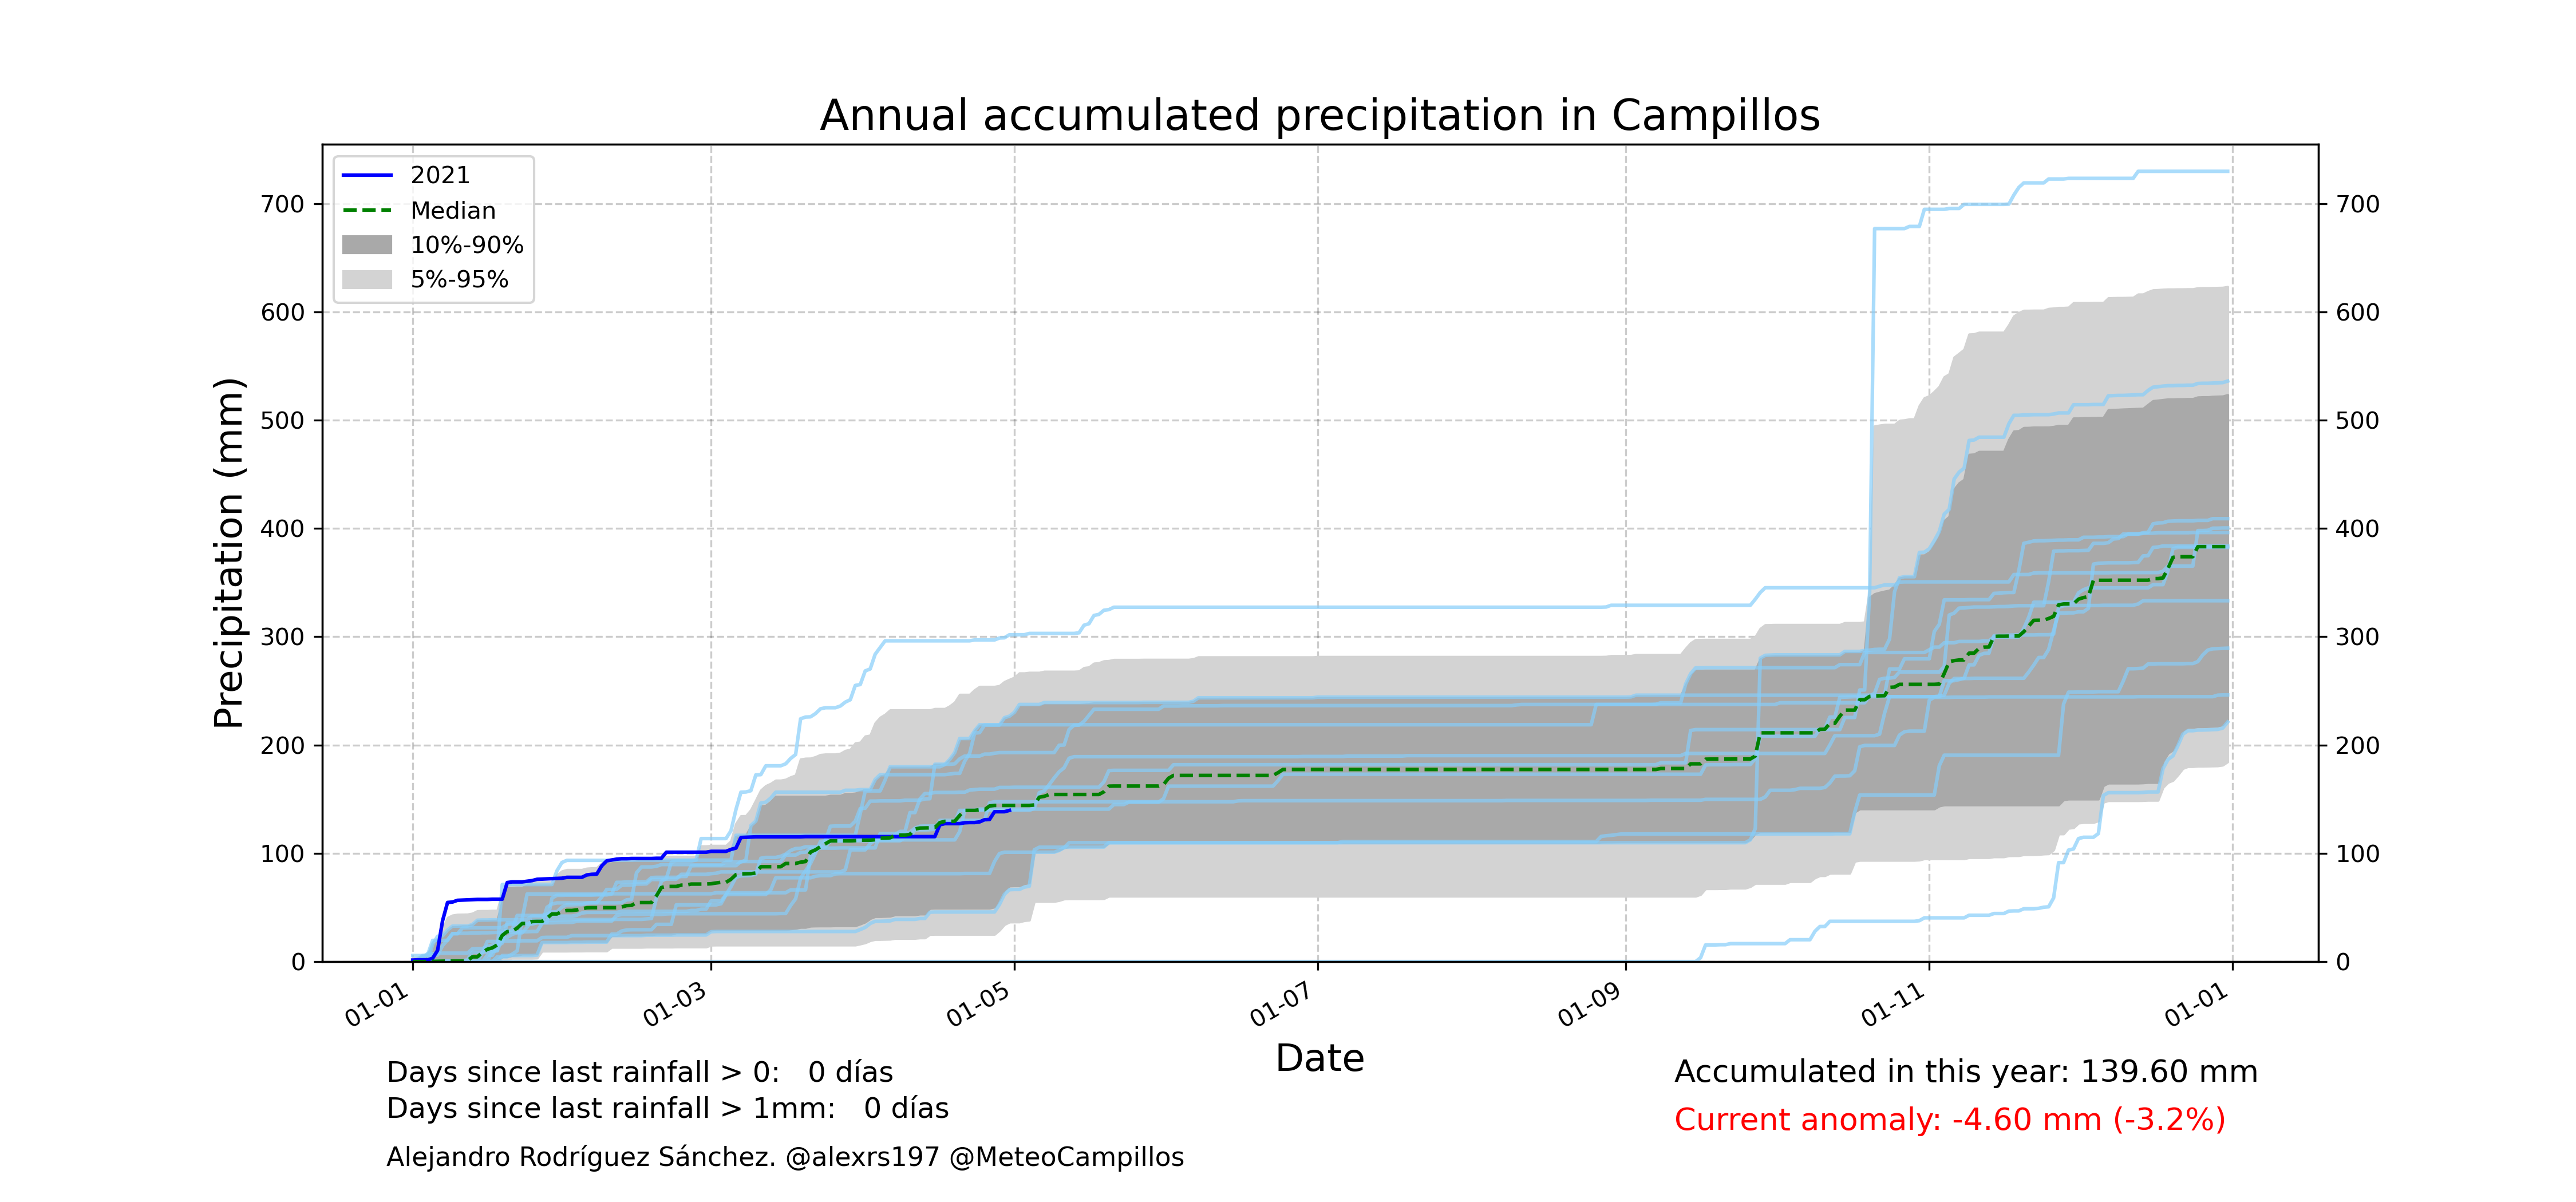 Annual accumulated precipitation in Campillos
2021
Median
10%-90%
5%-95%
Precipitation (mm)
700
600
500
400
300
200
100
0
700
600
500
400
300
200
100
0
01-01
01-03
01-05
01-07
01-09
01-11
01-01
Date
Days since last rainfall > 0:   0 días
Days since last rainfall > 1mm:   0 días
Alejandro Rodríguez Sánchez. @alexrs197 @MeteoCampillos
Accumulated in this year: 139.60 mm
Current anomaly: -4.60 mm (-3.2%)